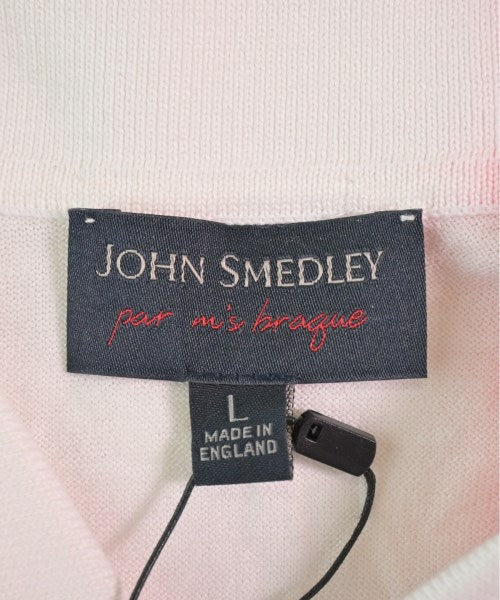 JOHN SMEDLEY
par m's braque
L
MADE IN
ENGLAND